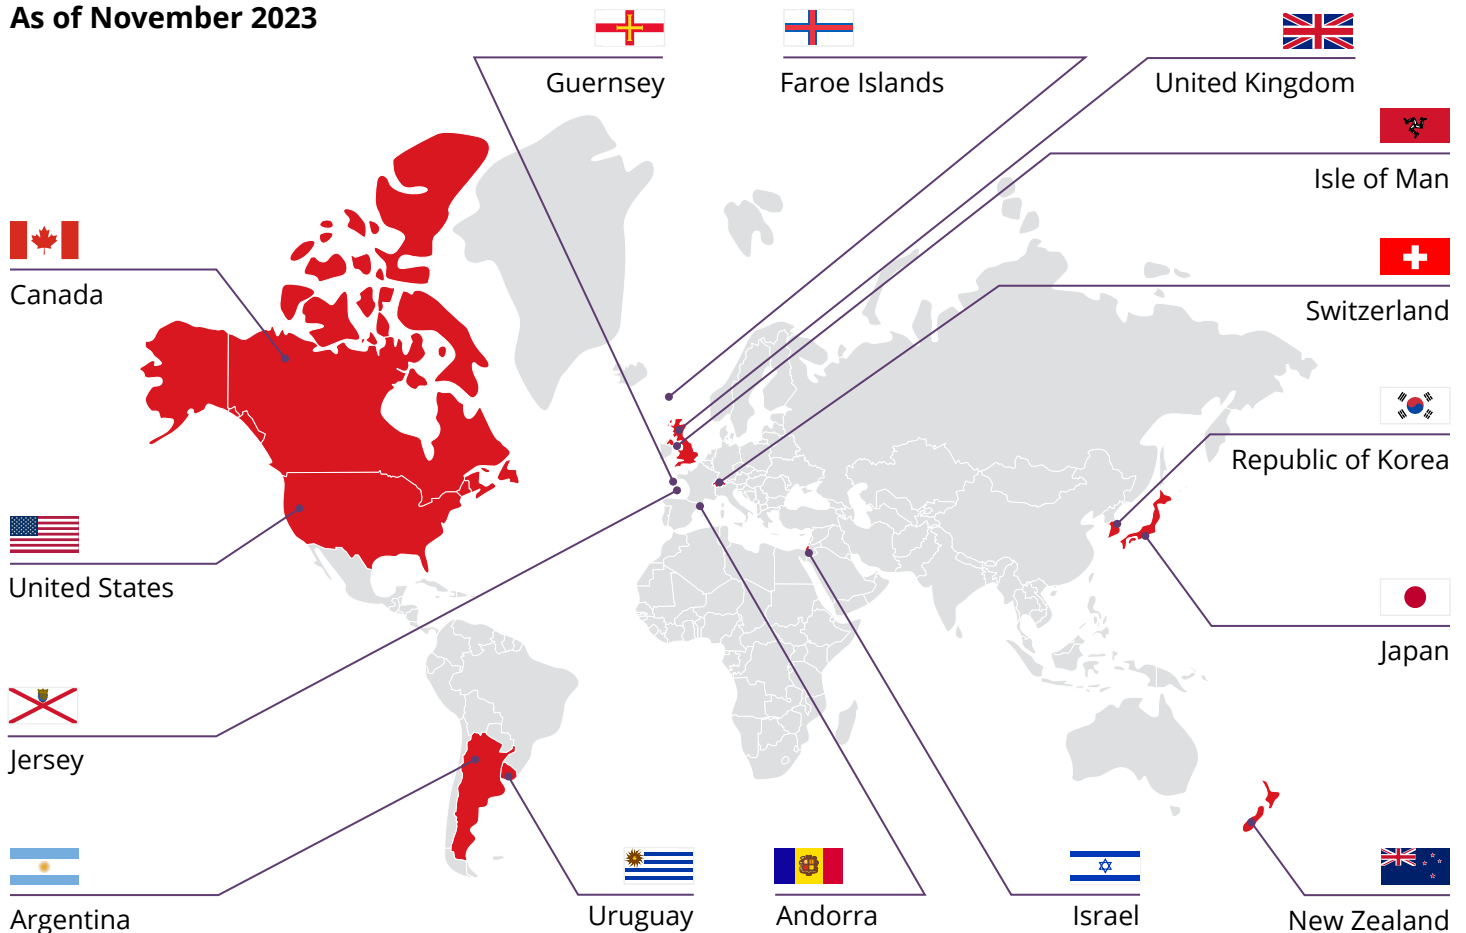 As of November 2023
Guernsey
Faroe Islands
United Kingdom
Isle of Man
Canada
Switzerland
Republic of Korea
United States
Japan
Jersey
Argentina
Uruguay
Andorra
Israel
New Zealand